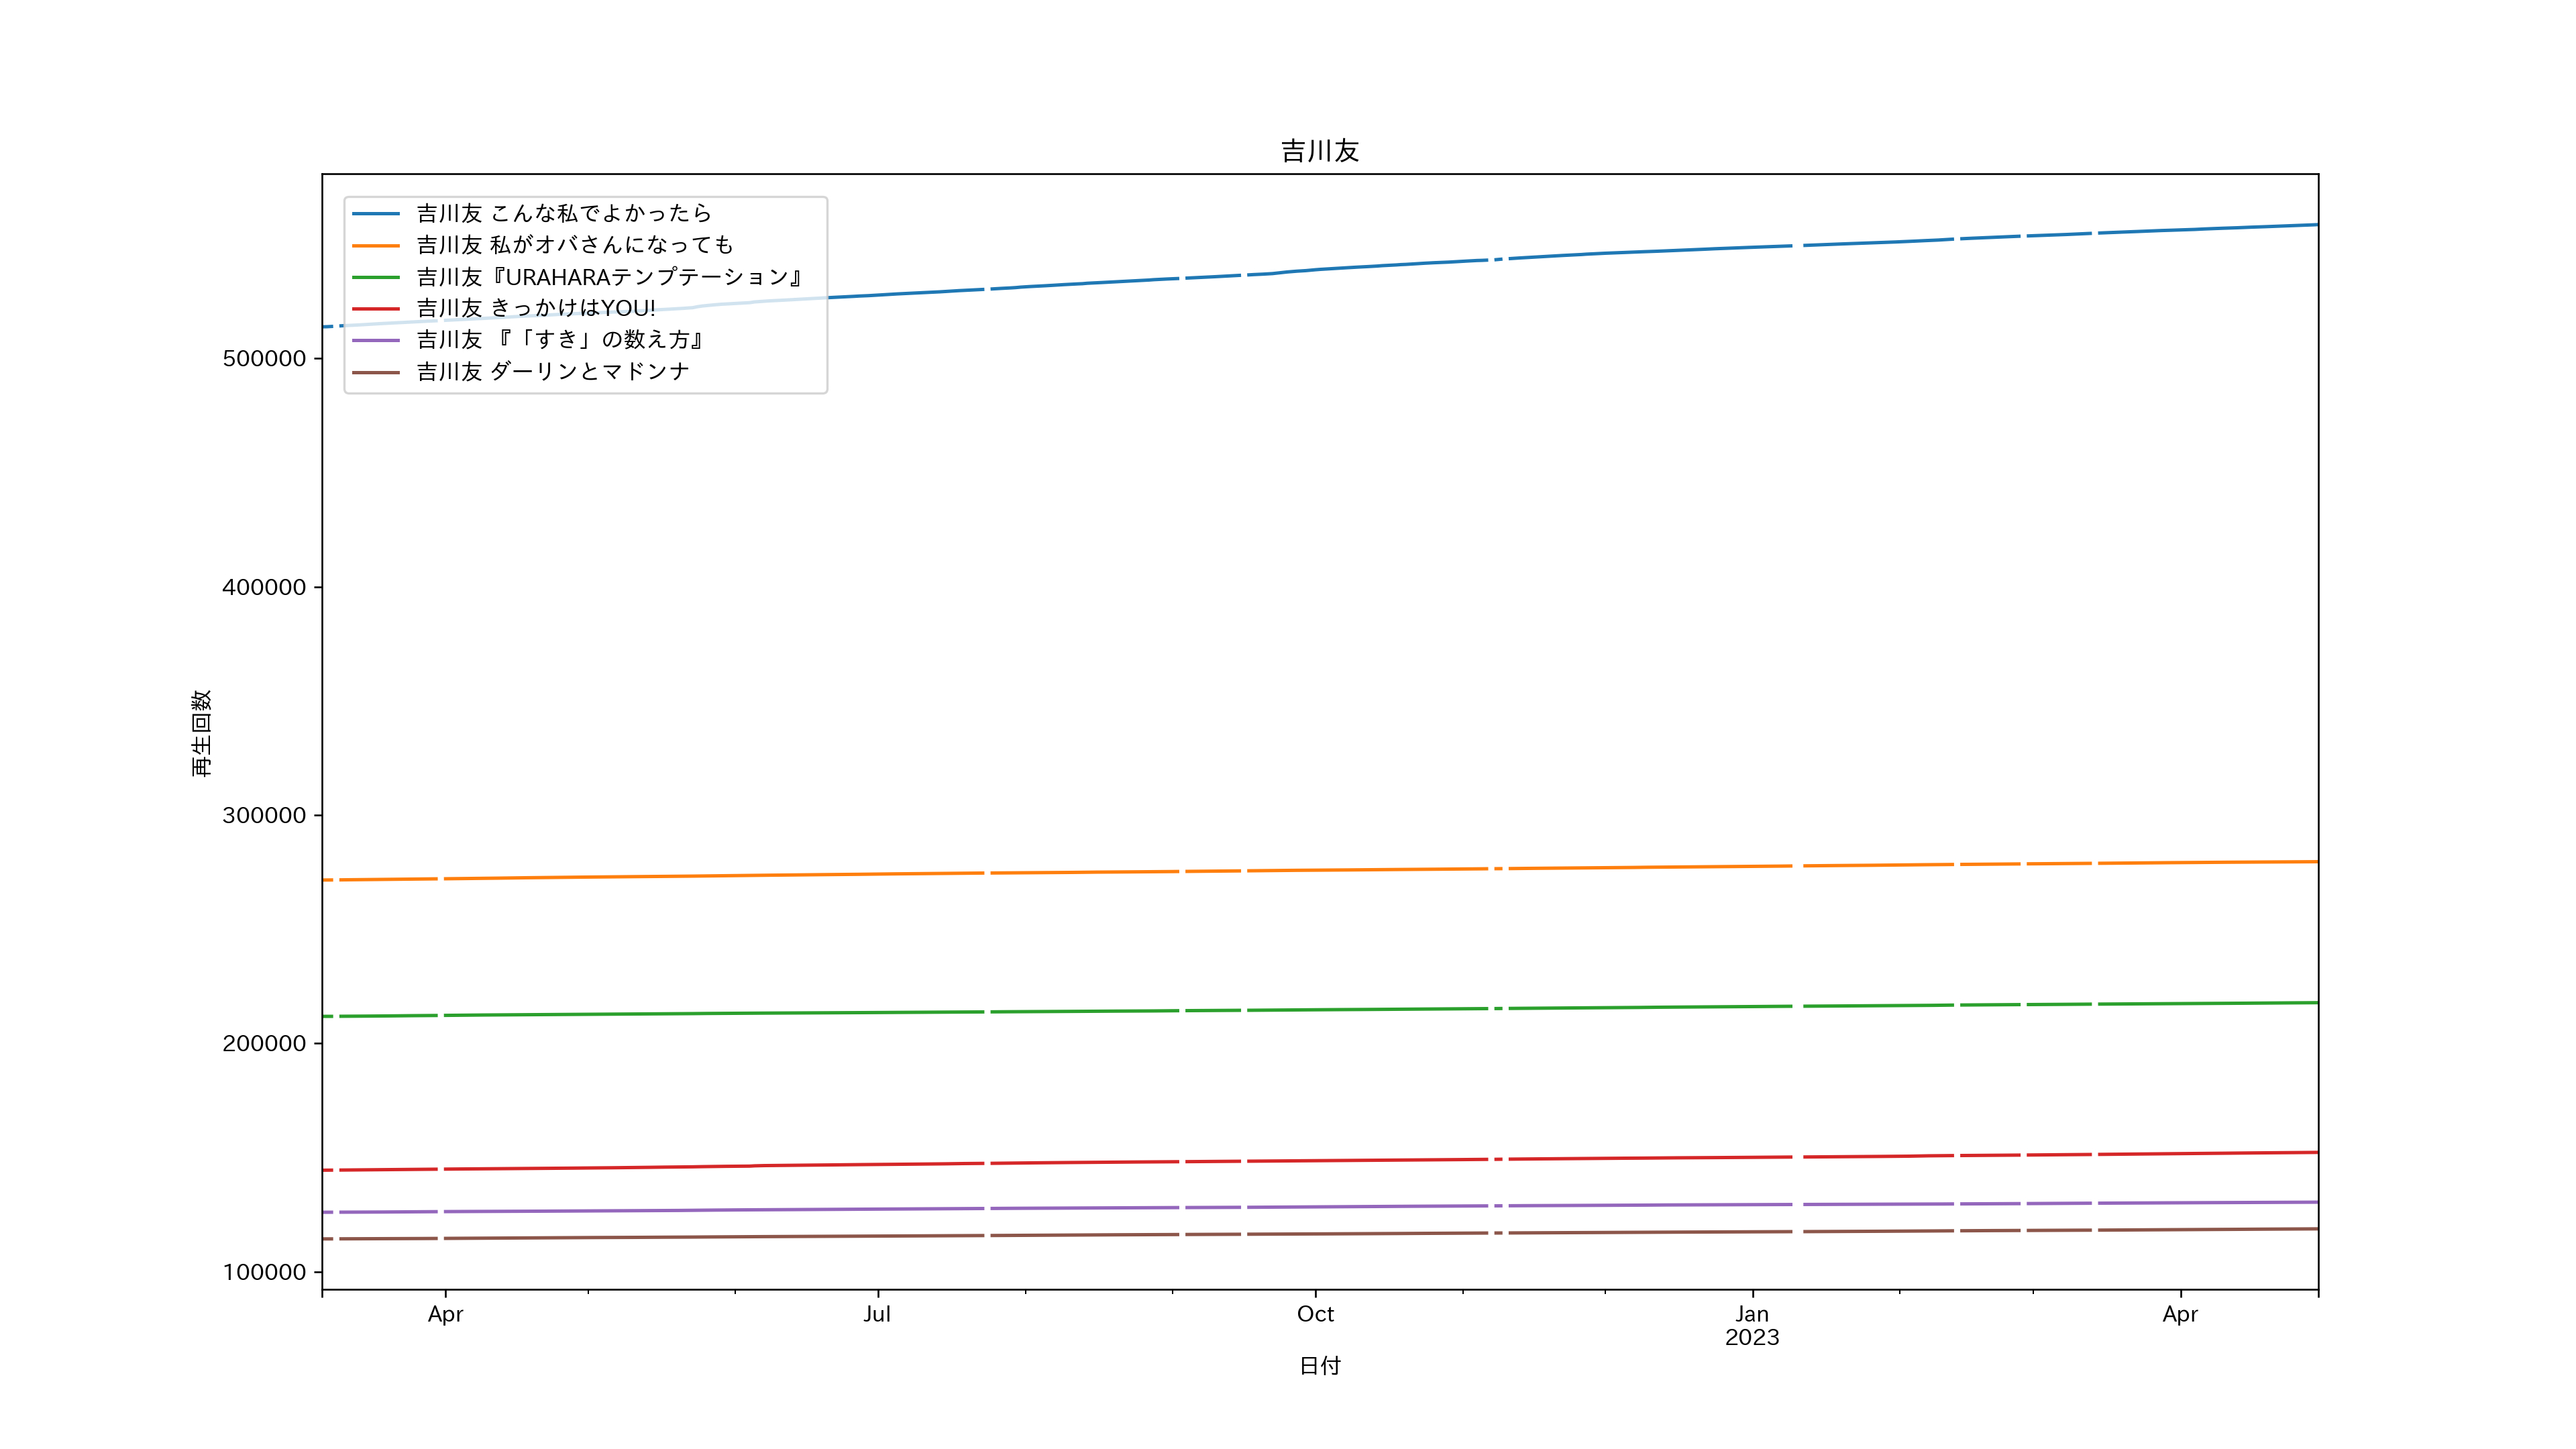 吉川友
吉川友 こんな私でよかったら
吉川友 私がオバさんになっても
吉川友『URAHARAテンプテーション』
吉川友 きっかけはYOU!
吉川友 『「すき」の数え方』
吉川友 ダーリンとマドンナ
再生回数
500000
400000
300000
200000
100000
Apr
Jul
Oct
Jan
2023
Apr
日付